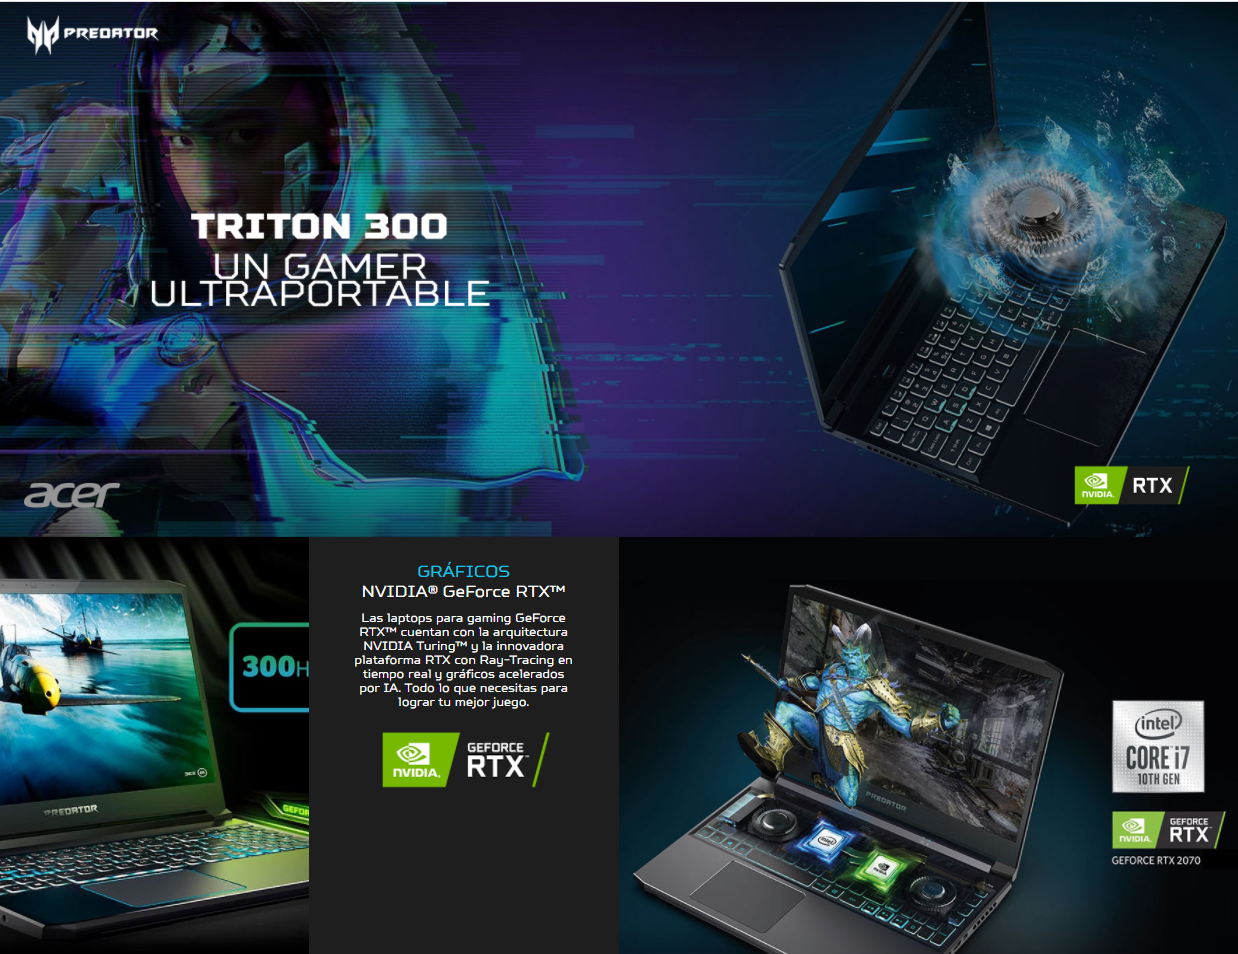 PREDATOR
TRITON 300
UN GAMER
ULTRAPORTABLE
acer
NVIDIA.
RTX
300H
PREDATOR
GRÁFICOS
NVIDIA® GeForce RTX™
Las laptops para gaming GeForce
RTX™ cuentan con la arquitectura
NVIDIA Turing™ y la innovadora
plataforma RTX con Ray-Tracing en
tiempo real y gráficos acelerados
por IA. Todo lo que necesitas para
lograr tu mejor juego.
NVIDIA.
GEFORCE
RTX™
PREDATOR
intel
intel
CORE i7
10TH GEN
NVIDIA.
GEFORCE
RTX™
GEFORCE RTX 2070